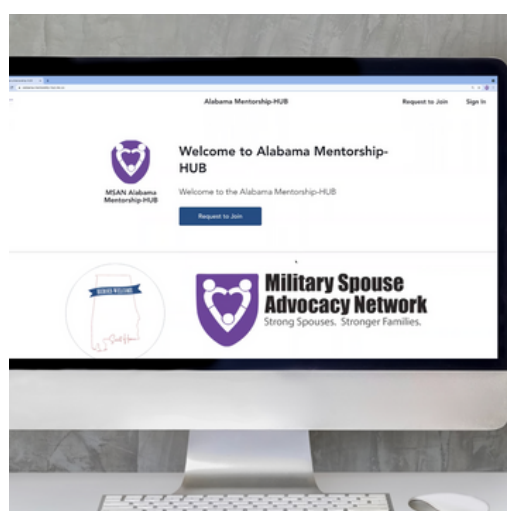 Alabama Mentorship-HUB
Request to Join
Sign In
Welcome to Alabama Mentorship-
HUB
MSAN Alabama
Mentorship-HUB
Welcome to the Alabama Mentorship-HUB
Request to Join
Military Spouse
Advocacy Network
Strong Spouses. Stronger Families.